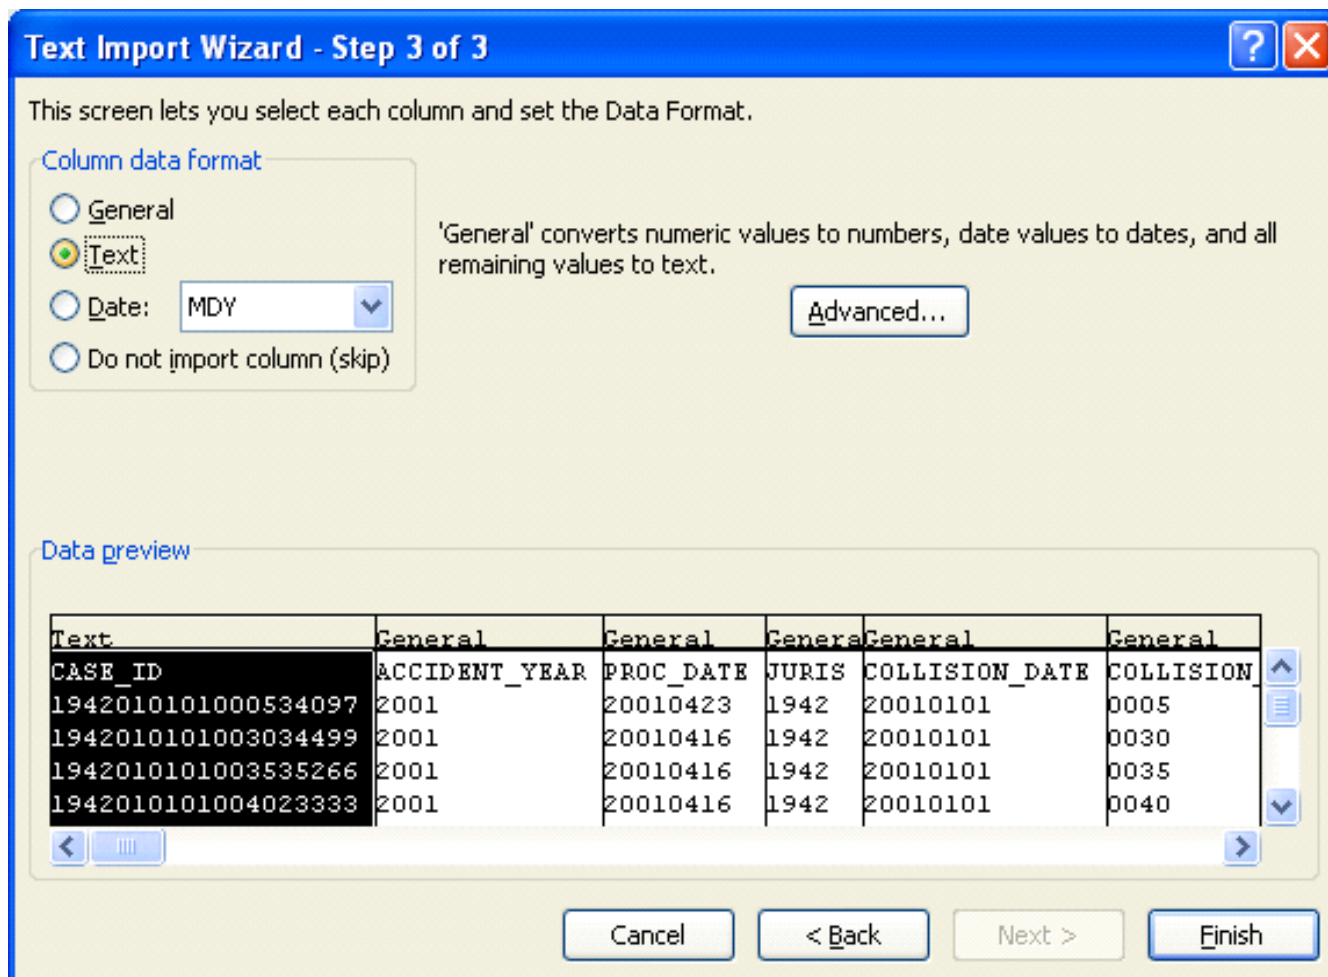 Text Import Wizard - Step 3 of 3
This screen lets you select each column and set the Data Format.
Column data format
General
Text
Date: MDY
Do not import column (skip)
'General' converts numeric values to numbers, date values to dates, and all
remaining values to text.
Advanced...
Data preview
Text General General Genera General General
CASE_ID ACCIDENT_YEAR PROC_DATE JURIS COLLISION_DATE COLLISION_
1942010101000534097 2001 20010423 1942 20010101 0005
1942010101003034499 2001 20010416 1942 20010101 0030
1942010101003535266 2001 20010416 1942 20010101 0035
1942010101004023333 2001 20010416 1942 20010101 0040
Cancel < Back Next > Finish